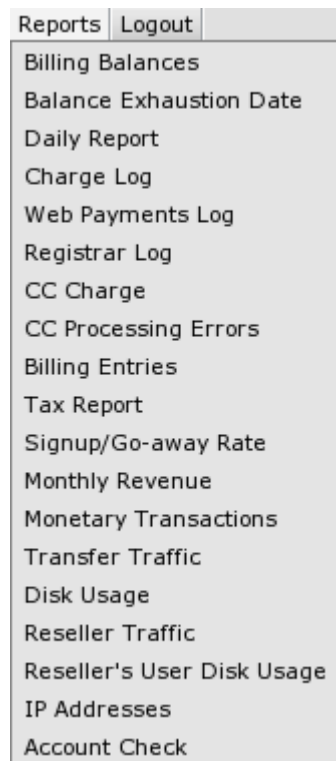 Reports Logout
Billing Balances
Balance Exhaustion Date
Daily Report
Charge Log
Web Payments Log
Registrar Log
CC Charge
CC Processing Errors
Billing Entries
Tax Report
Signup/Go-away Rate
Monthly Revenue
Monetary Transactions
Transfer Traffic
Disk Usage
Reseller Traffic
Reseller's User Disk Usage
IP Addresses
Account Check